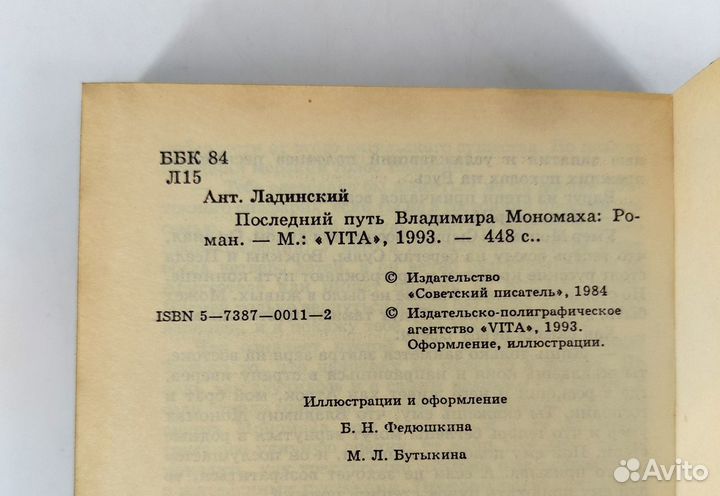 ББК 84
Л15
Ант. Ладинский
Последний путь Владимира Мономаха: Ро-
ман. — М.: «VITA», 1993. — 448 с..
© Издательство
«Советский писатель», 1984
ISBN 5—7387—0011—2
© Издательско-полиграфическое
агентство «VITA», 1993.
Оформление, иллюстрации.
Иллюстрации и оформление
Б. Н. Федюшкина
М. Л. Бутыкина
Avito